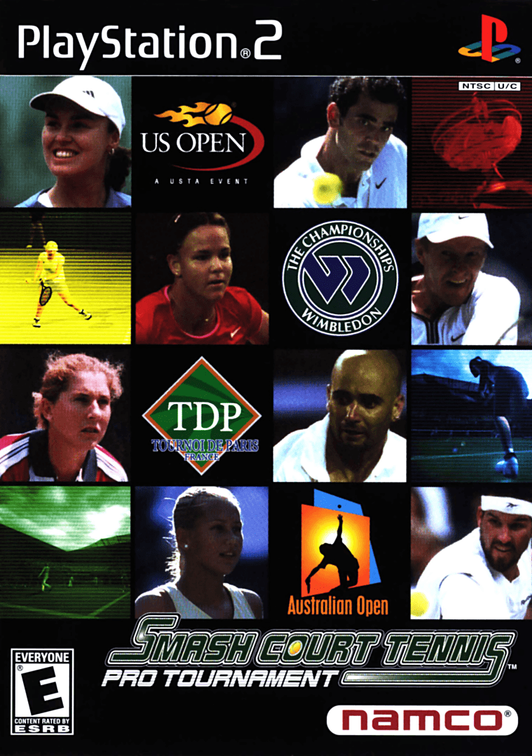 PlayStation®2
NTSC U/C
US OPEN
A USTA EVENT
THE CHAMPIONSHIPS
WIMBLEDON
TDP
TOURNOI DE PARIS
FRANCE
Australian Open
SMASH COURT TENNIS™
PRO TOURNAMENT
EVERYONE
E®
CONTENT RATED BY
ESRB
namco®